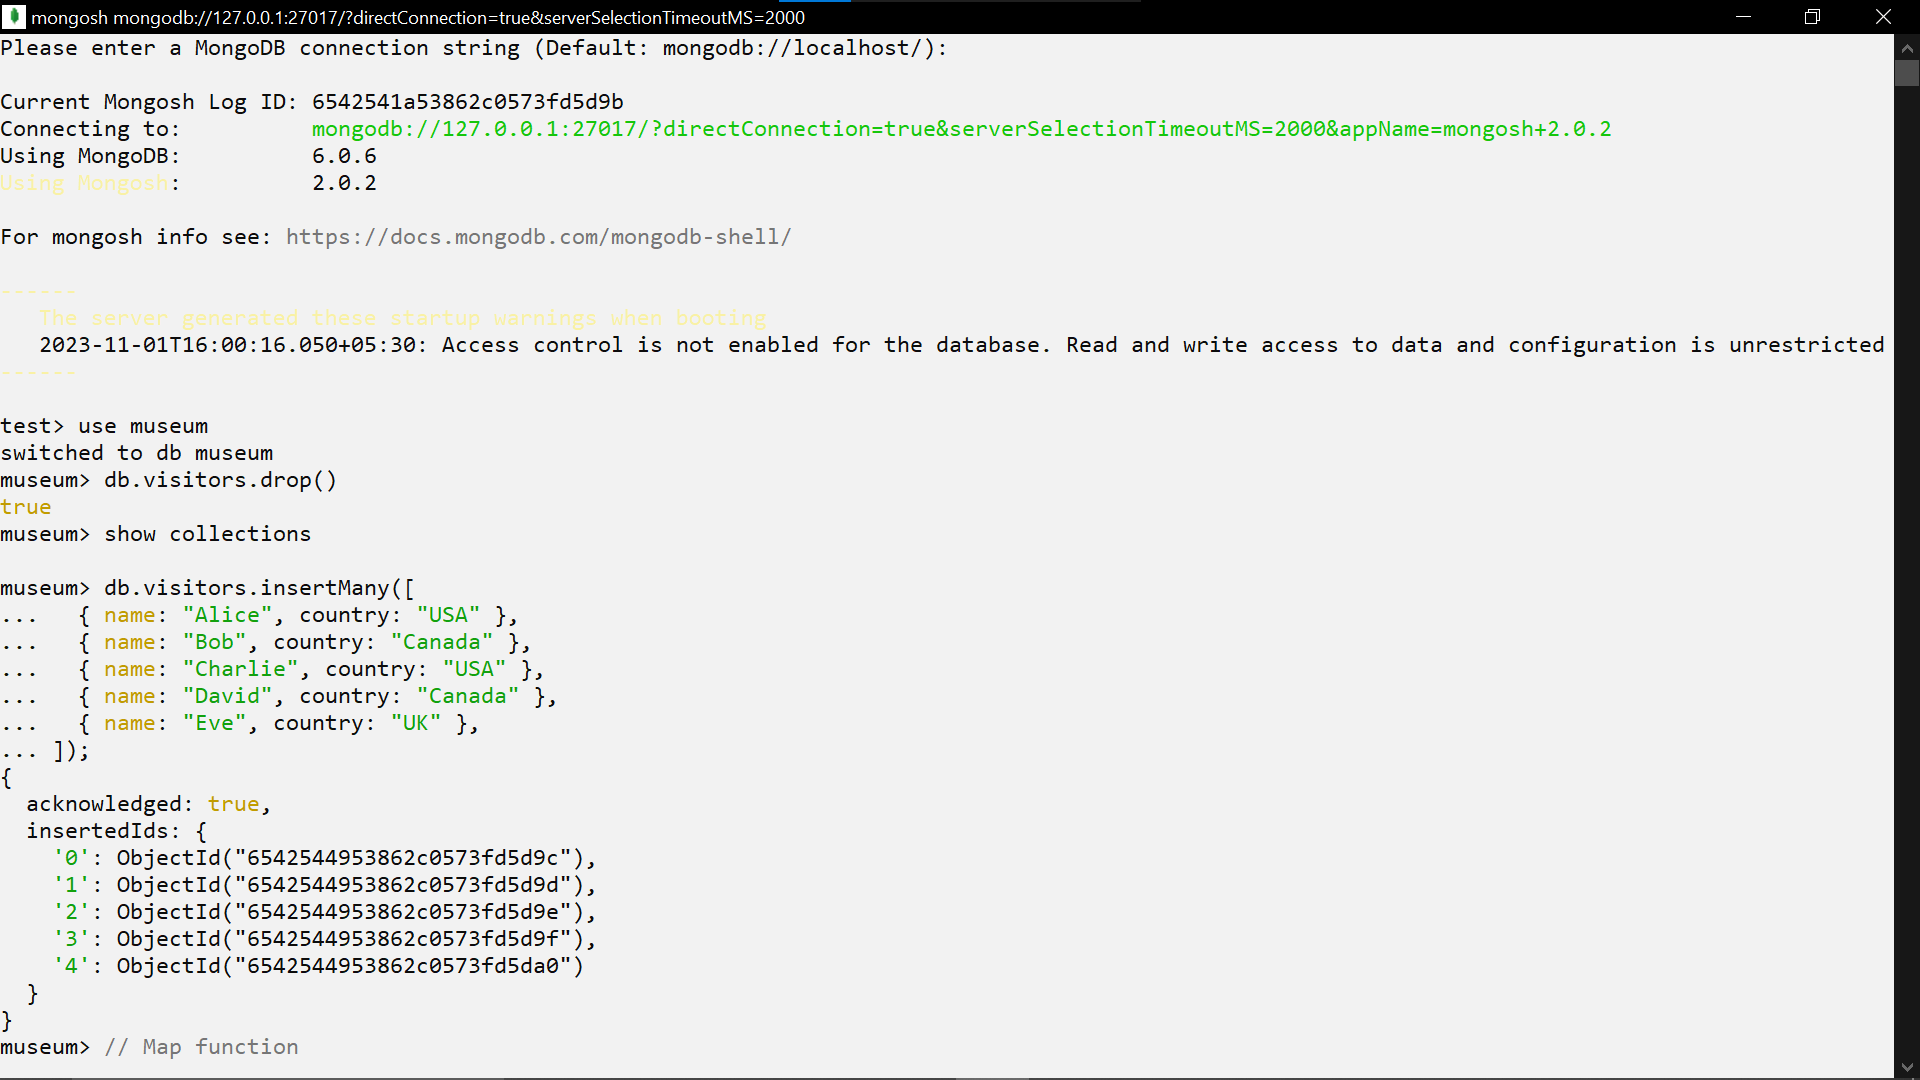 mongosh mongodb://127.0.0.1:27017/?directConnection=true&serverSelectionTimeoutMS=2000
Please enter a MongoDB connection string (Default: mongodb://localhost/):
Current Mongosh Log ID: 6542541a53862c0573fd5d9b
Connecting to: mongodb://127.0.0.1:27017/?directConnection=true&serverSelectionTimeoutMS=2000&appName=mongosh+2.0.2
Using MongoDB: 6.0.6
Using Mongosh: 2.0.2
For mongosh info see: https://docs.mongodb.com/mongodb-shell/
------
The server generated these startup warnings when booting
2023-11-01T16:00:16.050+05:30: Access control is not enabled for the database. Read and write access to data and configuration is unrestricted
------
test> use museum
switched to db museum
museum> db.visitors.drop()
true
museum> show collections
museum> db.visitors.insertMany([
... { name: "Alice", country: "USA" },
... { name: "Bob", country: "Canada" },
... { name: "Charlie", country: "USA" },
... { name: "David", country: "Canada" },
... { name: "Eve", country: "UK" },
... ]);
{
acknowledged: true,
insertedIds: {
'0': ObjectId("6542544953862c0573fd5d9c"),
'1': ObjectId("6542544953862c0573fd5d9d"),
'2': ObjectId("6542544953862c0573fd5d9e"),
'3': ObjectId("6542544953862c0573fd5d9f"),
'4': ObjectId("6542544953862c0573fd5da0")
}
}
museum> // Map function